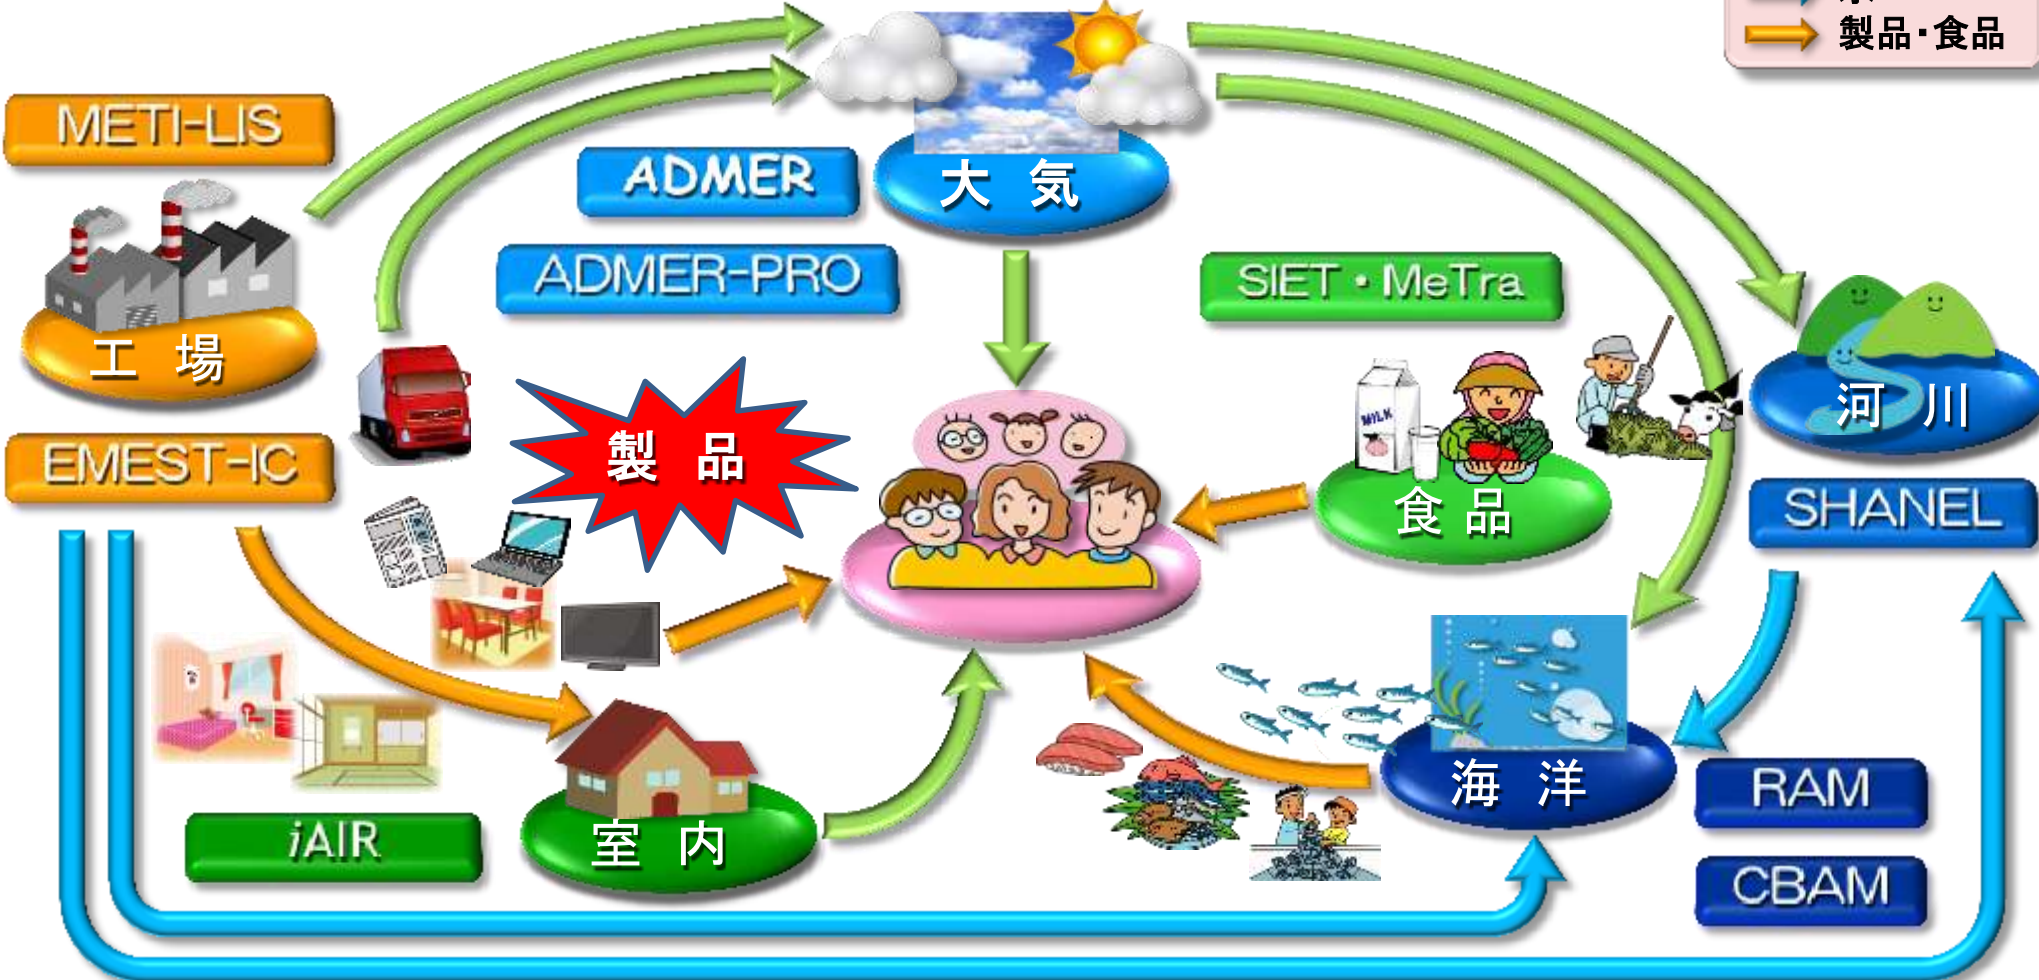 製品・食品
METI-LIS
ADMER
大 気
ADMER-PRO
SIET・MeTra
工 場
製 品
MILK
河 川
EMEST-IC
食 品
SHANEL
海 洋
RAM
iAIR
室 内
CBAM